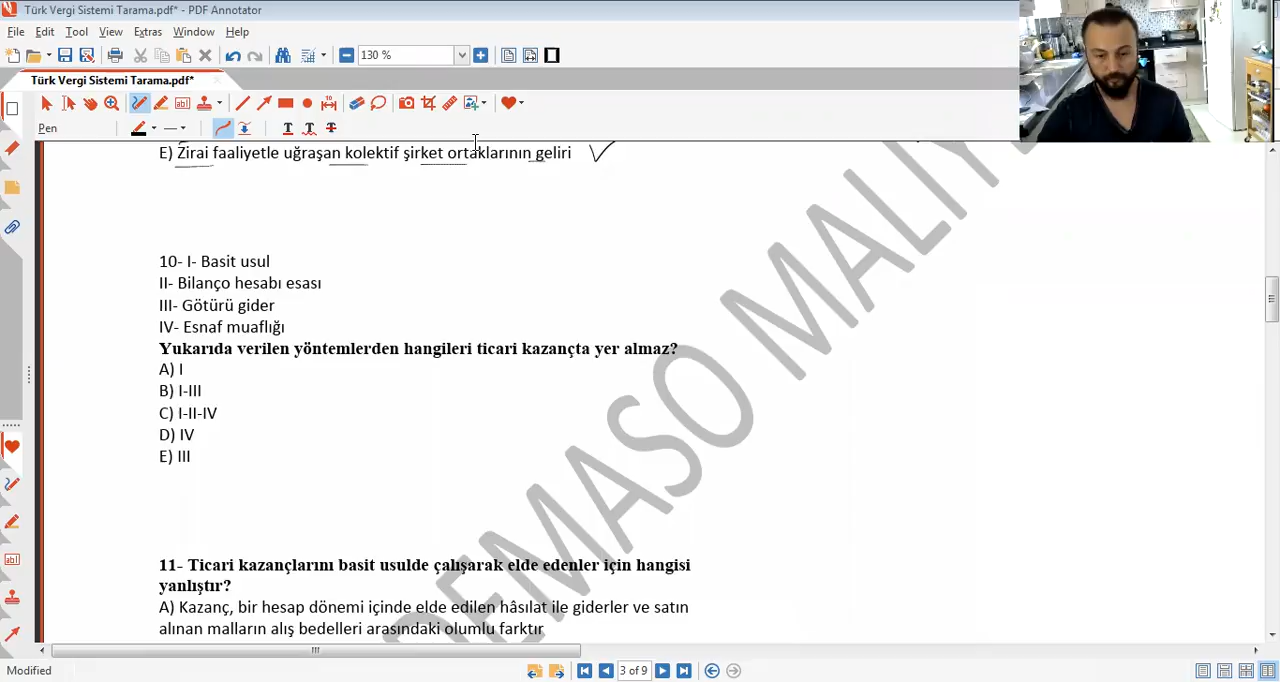 Türk Vergi Sistemi Tarama.pdf* - PDF Annotator
File Edit Tool View Extras Window Help
130 %
Türk Vergi Sistemi Tarama.pdf*
Pen
E) Zirai faaliyetle uğraşan kolektif şirket ortaklarının geliri
10- I- Basit usul
II- Bilanço hesabı esası
III- Götürü gider
IV- Esnaf muaflığı
Yukarıda verilen yöntemlerden hangileri ticari kazançta yer almaz?
A) I
B) I-III
C) I-II-IV
D) IV
E) III
11- Ticari kazançlarını basit usulde çalışarak elde edenler için hangisi
yanlıştır?
A) Kazanç, bir hesap dönemi içinde elde edilen hâsılat ile giderler ve satın
alınan malların alış bedelleri arasındaki olumlu farktır
DEMASO MALİYE
Modified
3 of 9